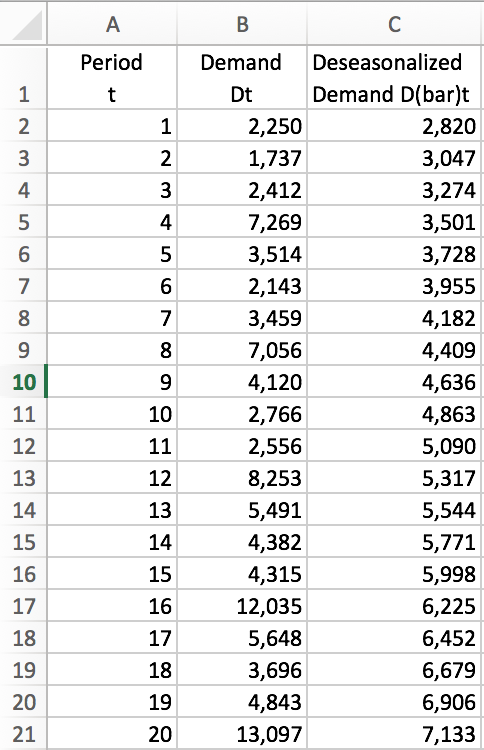 A B C
Period Demand Deseasonalized
1 t Dt Demand D(bar)t
2 1 2,250 2,820
3 2 1,737 3,047
4 3 2,412 3,274
5 4 7,269 3,501
6 5 3,514 3,728
7 6 2,143 3,955
8 7 3,459 4,182
9 8 7,056 4,409
10 9 4,120 4,636
11 10 2,766 4,863
12 11 2,556 5,090
13 12 8,253 5,317
14 13 5,491 5,544
15 14 4,382 5,771
16 15 4,315 5,998
17 16 12,035 6,225
18 17 5,648 6,452
19 18 3,696 6,679
20 19 4,843 6,906
21 20 13,097 7,133